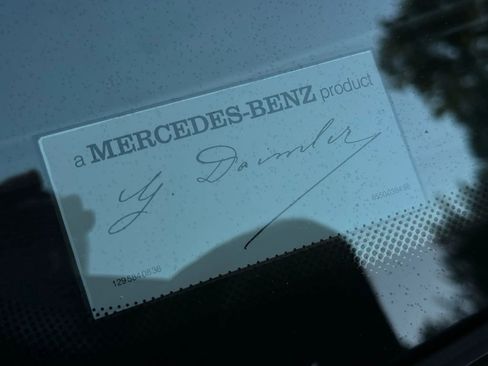 a MERCEDES-BENZ product
G. Daimler